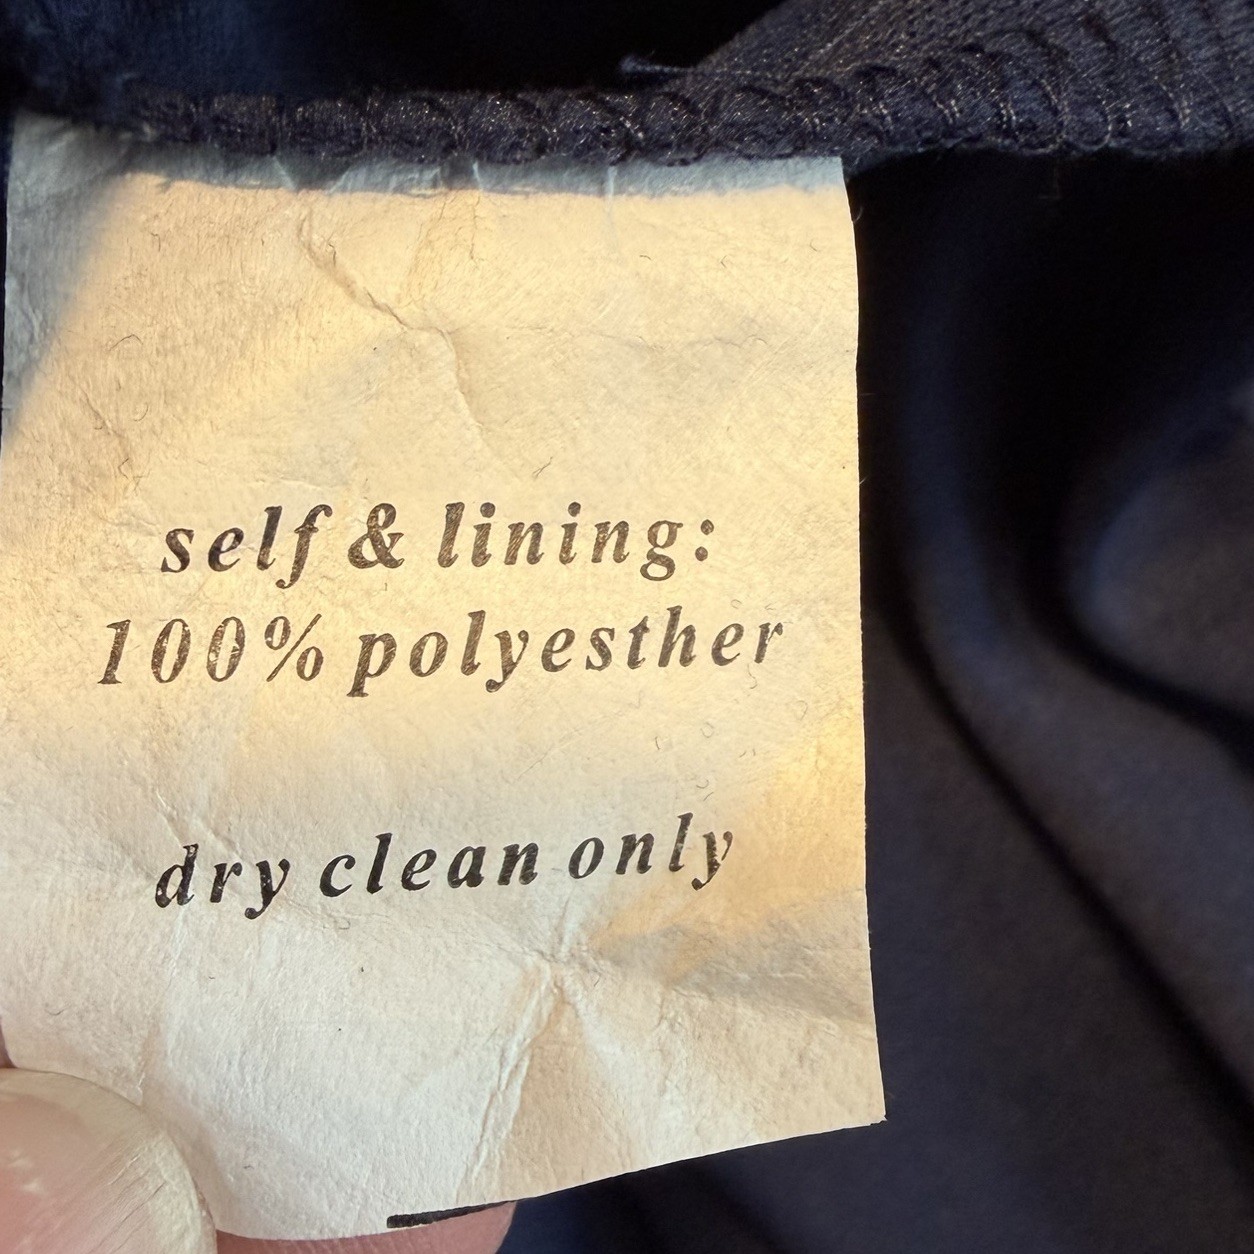 self & lining:
100% polyesther
dry clean only